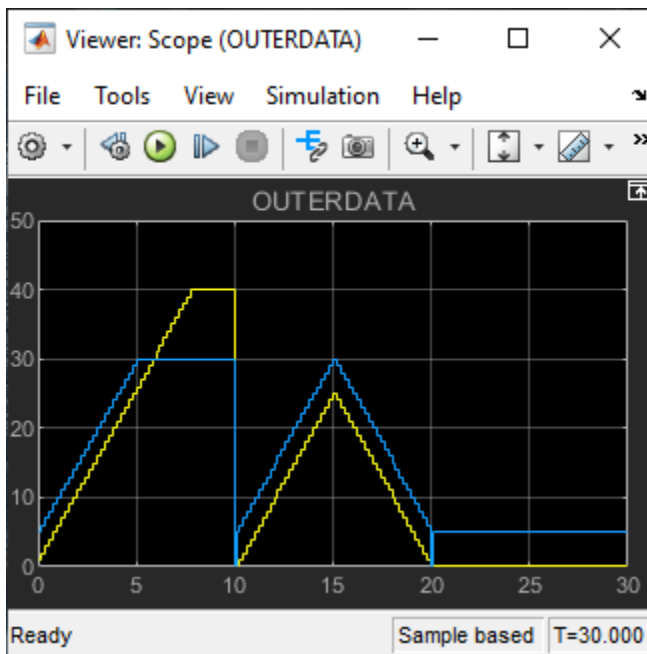 Viewer: Scope (OUTERDATA)
File Tools View Simulation Help
OUTERDATA
50
40
30
20
10
0
0 5 10 15 20 25 30
Ready Sample based T=30.000